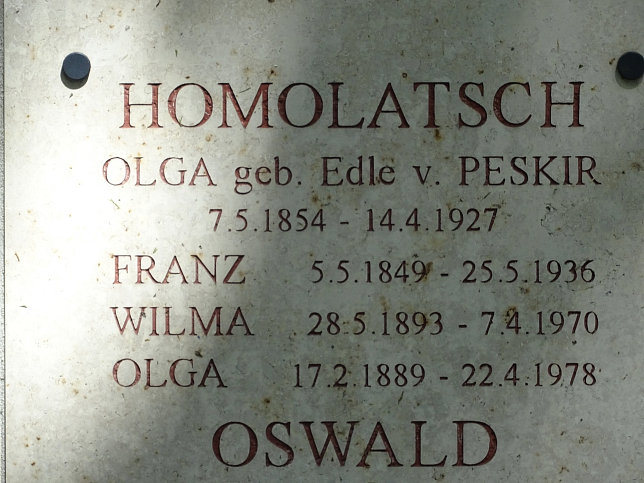 HOMOLATSCH
OLGA geb. Edle v. PESKIR
7.5.1854 - 14.4.1927
FRANZ 5.5.1849 - 25.5.1936
WILMA 28.5.1893 - 7.4.1970
OLGA 17.2.1889 - 22.4.1978
OSWALD